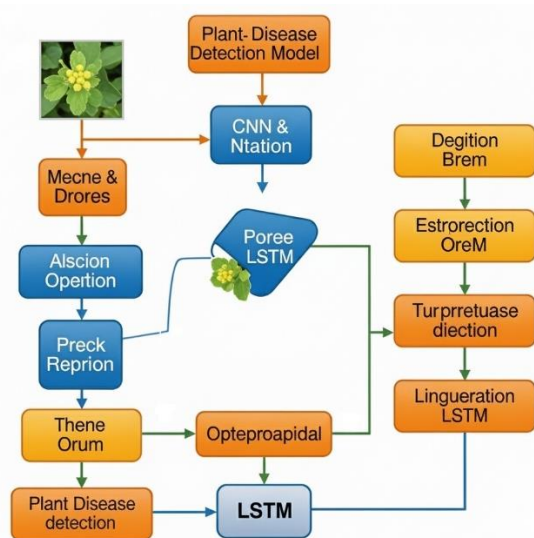 Plant-Disease
Detection Model
CNN &
Ntation
Mecne &
Drores
Degition
Brem
Alscion
Opertion
Poree
LSTM
Estrorection
OreM
Preck
Reprion
Turprretuase
diection
Thene
Orum
Opteproapidal
Lingueration
LSTM
Plant Disease
detection
LSTM